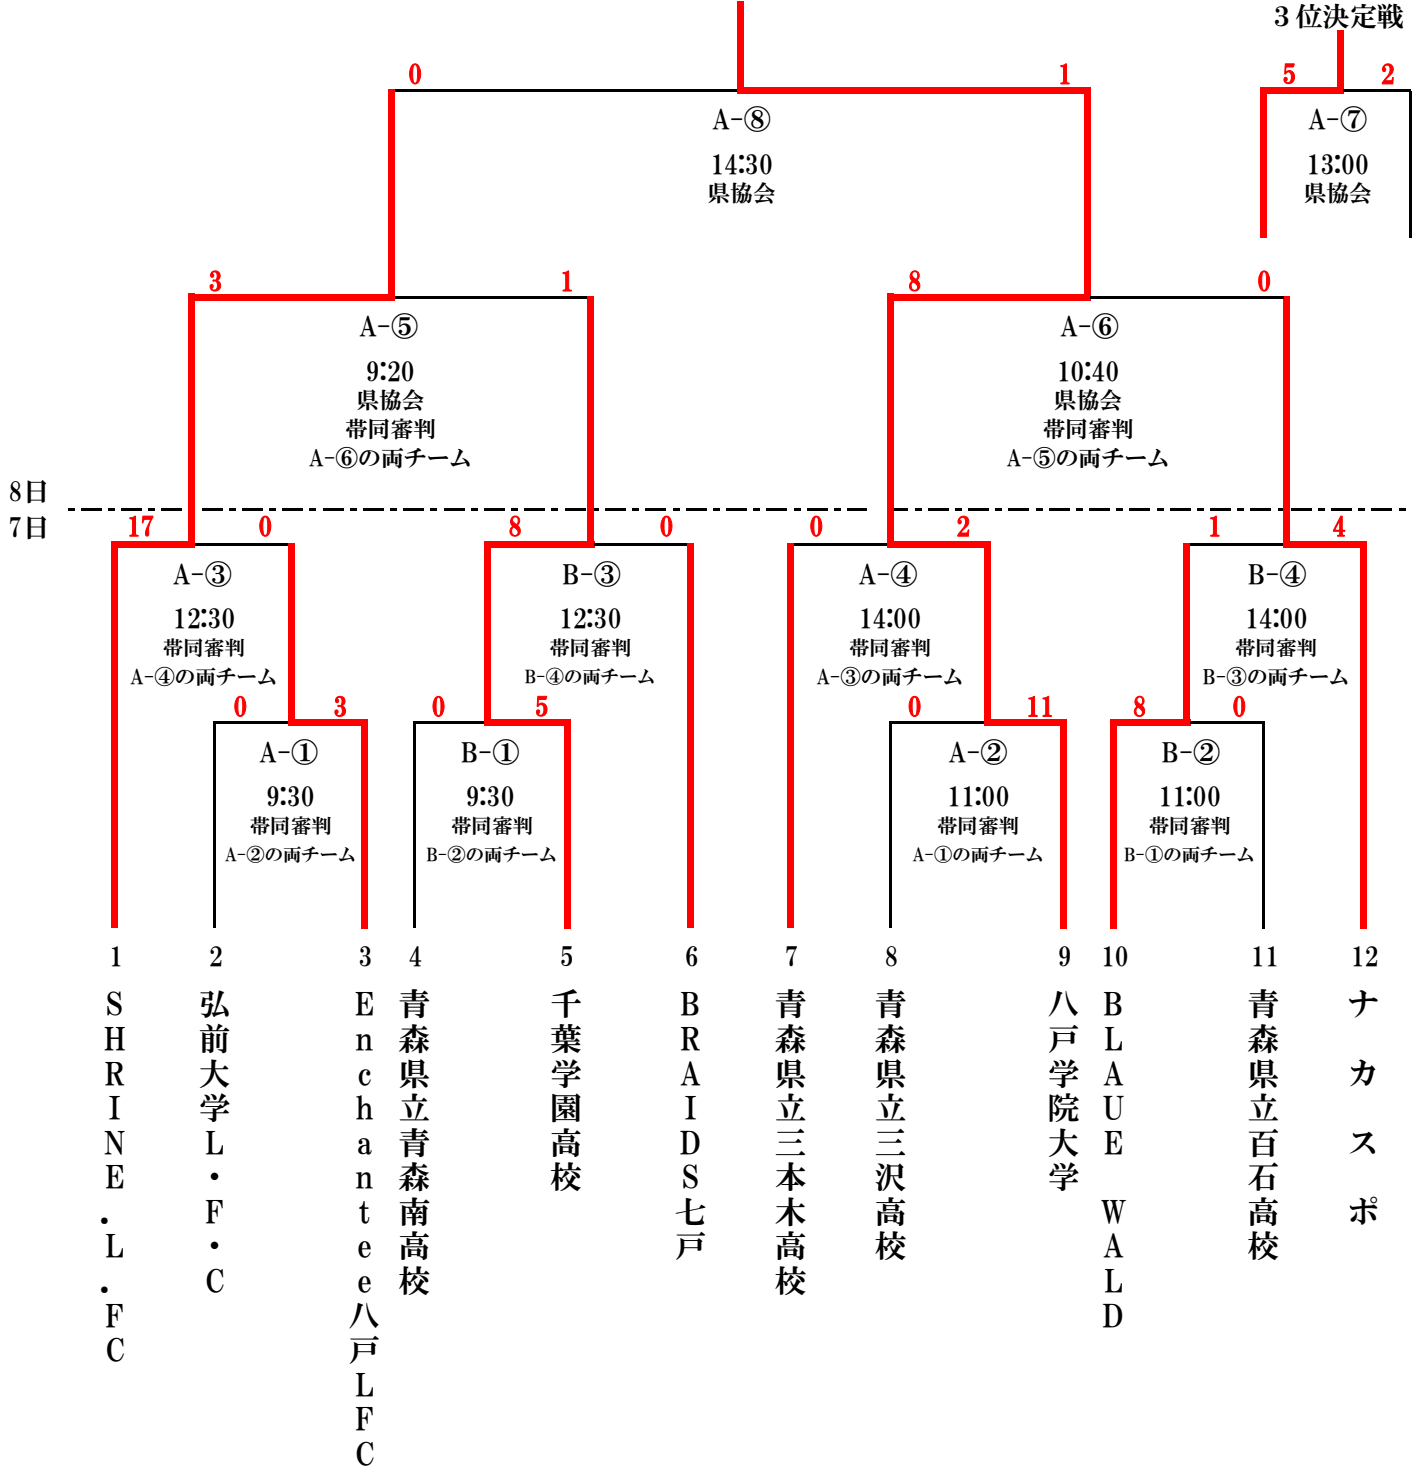 ３位決定戦
0 1 5 2
A-⑧ A-⑦
14:30 13:00
県協会 県協会
3 1 8 0
A-⑤ A-⑥
9:20 10:40
県協会 県協会
帯同審判 帯同審判
A-⑥の両チーム A-⑤の両チーム
8日
7日
17 0 8 0 0 2 1 4
A-③ B-③ A-④ B-④
12:30 12:30 14:00 14:00
帯同審判 帯同審判 帯同審判 帯同審判
A-④の両チーム B-④の両チーム A-③の両チーム B-③の両チーム
0 3 0 5 0 11 8 0
A-① B-① A-② B-②
9:30 9:30 11:00 11:00
帯同審判 帯同審判 帯同審判 帯同審判
A-②の両チーム B-②の両チーム A-①の両チーム B-①の両チーム
1 2 3 4 5 6 7 8 9 10 11 12
SHRINE.L.FC
弘前大学L・F・C
Enchantee八戸LFC
青森県立青森南高校
千葉学園高校
BRAIDS七戸
青森県立三本木高校
青森県立三沢高校
八戸学院大学
BLAUE WALD
青森県立百石高校
ナカスポ